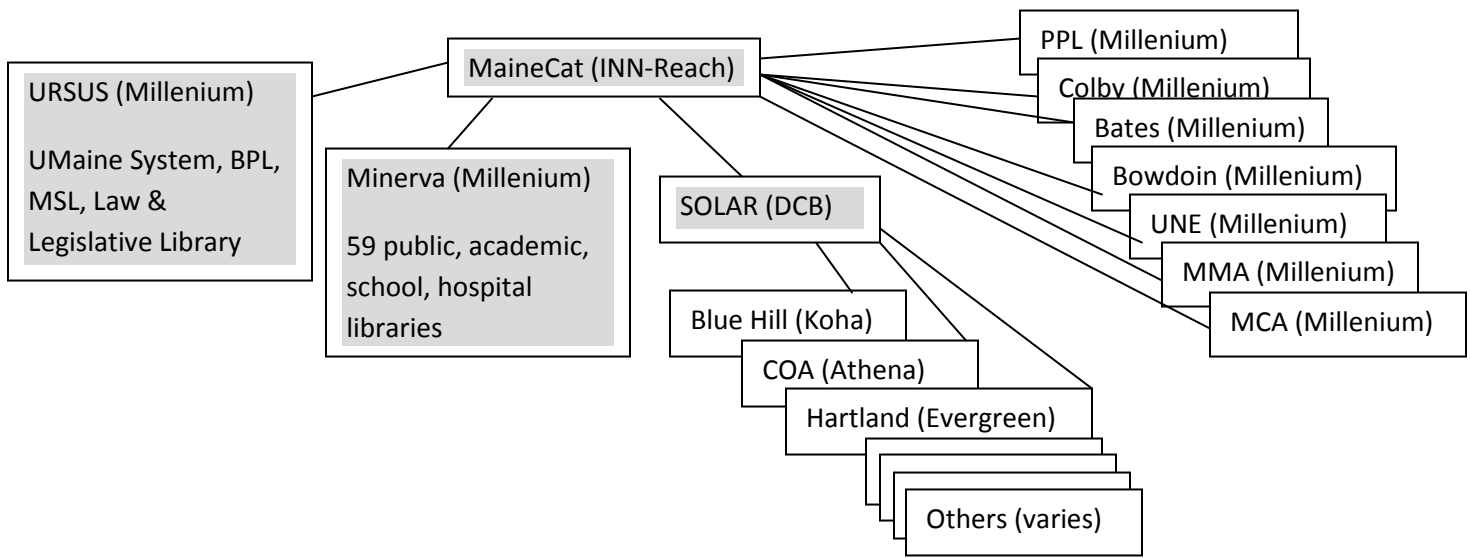 MaineCat (INN-Reach)
URSUS (Millenium)
UMaine System, BPL,
MSL, Law &
Legislative Library
Minerva (Millenium)
59 public, academic,
school, hospital
libraries
SOLAR (DCB)
Blue Hill (Koha)
COA (Athena)
Hartland (Evergreen)
Others (varies)
PPL (Millenium)
Colby (Millenium)
Bates (Millenium)
Bowdoin (Millenium)
UNE (Millenium)
MMA (Millenium)
MCA (Millenium)